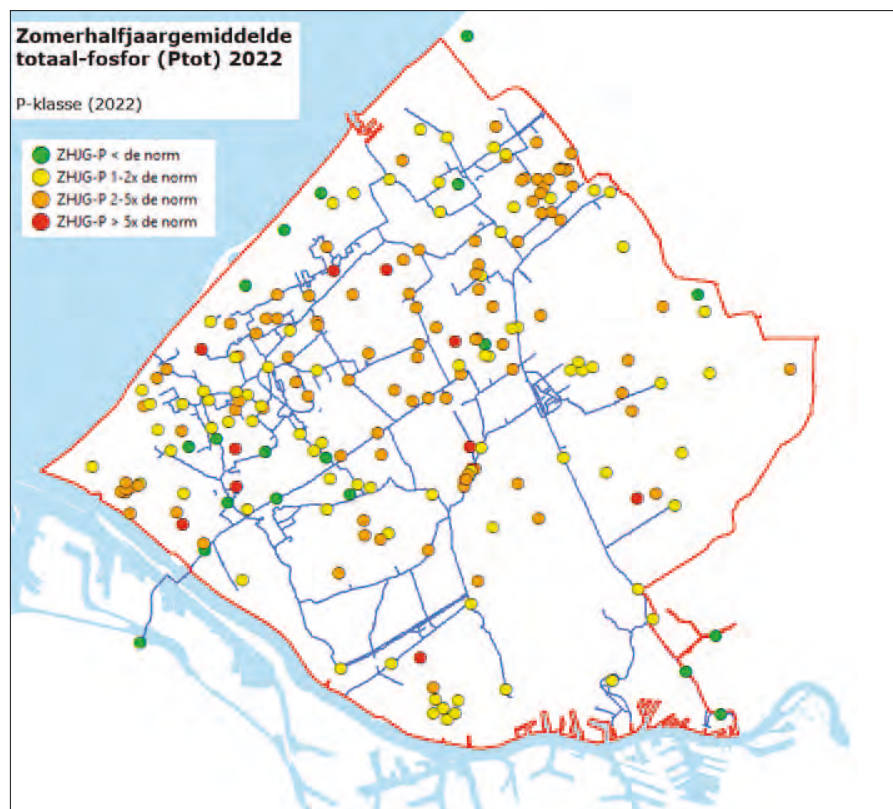 Zomerhalfjaargemiddelde
totaal-fosfor (Ptot) 2022
P-klasse (2022)
ZHJG-P < de norm
ZHJG-P 1-2x de norm
ZHJG-P 2-5x de norm
ZHJG-P > 5x de norm